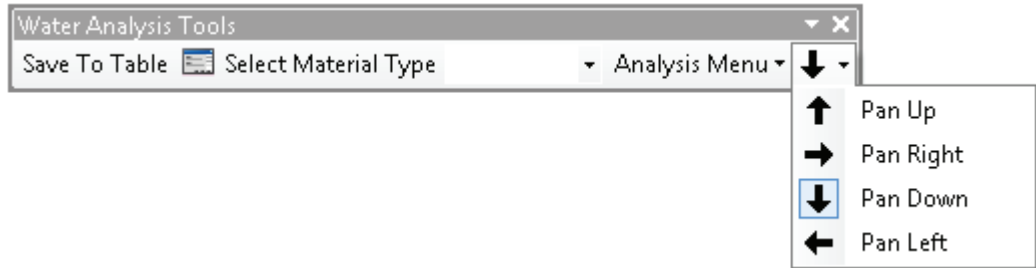 Water Analysis Tools
Save To Table Select Material Type Analysis Menu
Pan Up
Pan Right
Pan Down
Pan Left